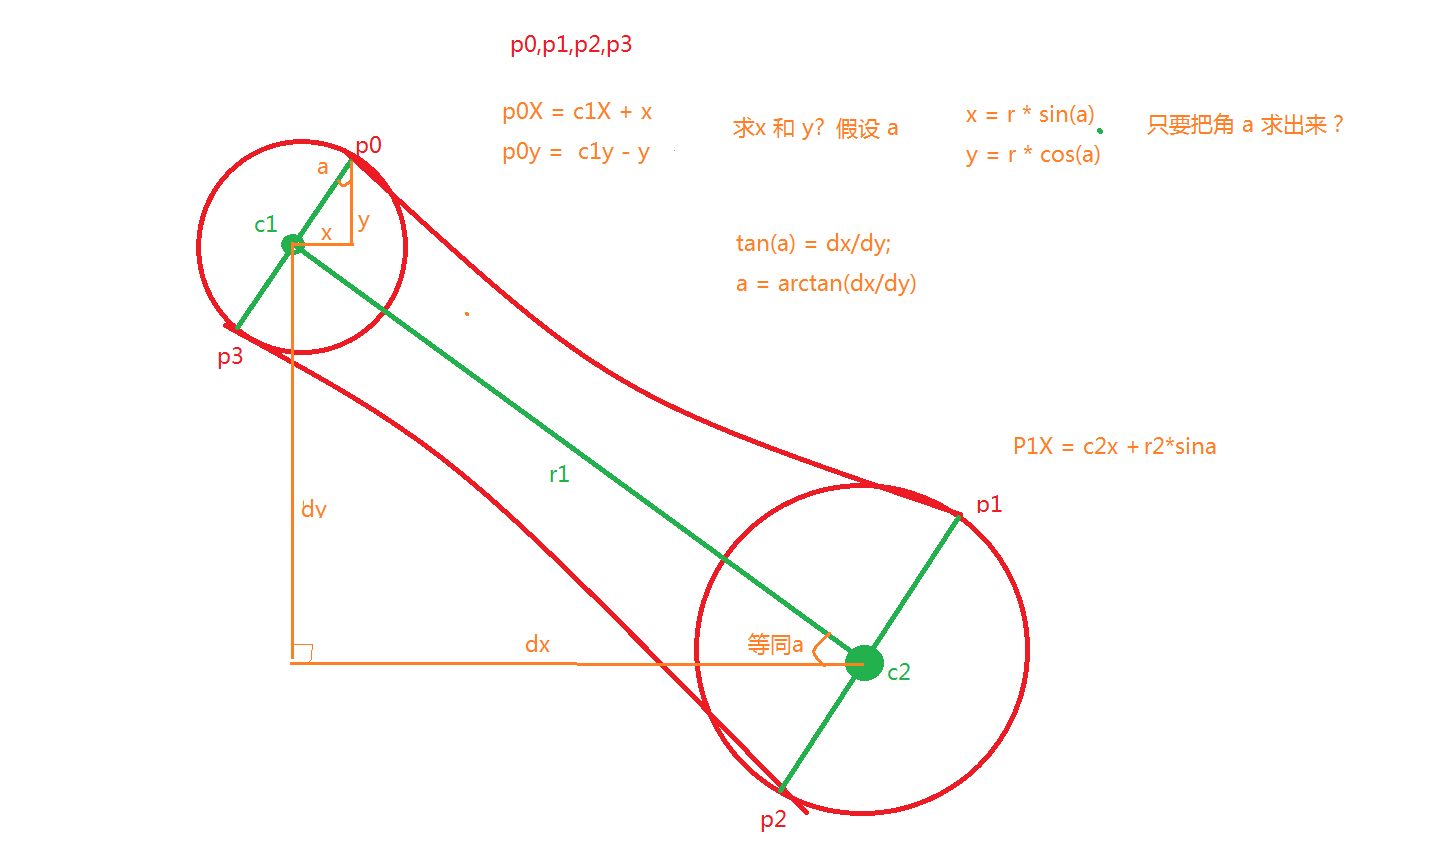 p0,p1,p2,p3
p0X = c1X + x
p0y = c1y - y
求x 和 y? 假设 a
x = r * sin(a)
y = r * cos(a)
只要把角 a 求出来？
p0
a
c1
x
y
tan(a) = dx/dy;
a = arctan(dx/dy)
p3
r1
P1X = c2x + r2*sina
dy
p1
dx
等同a
c2
p2